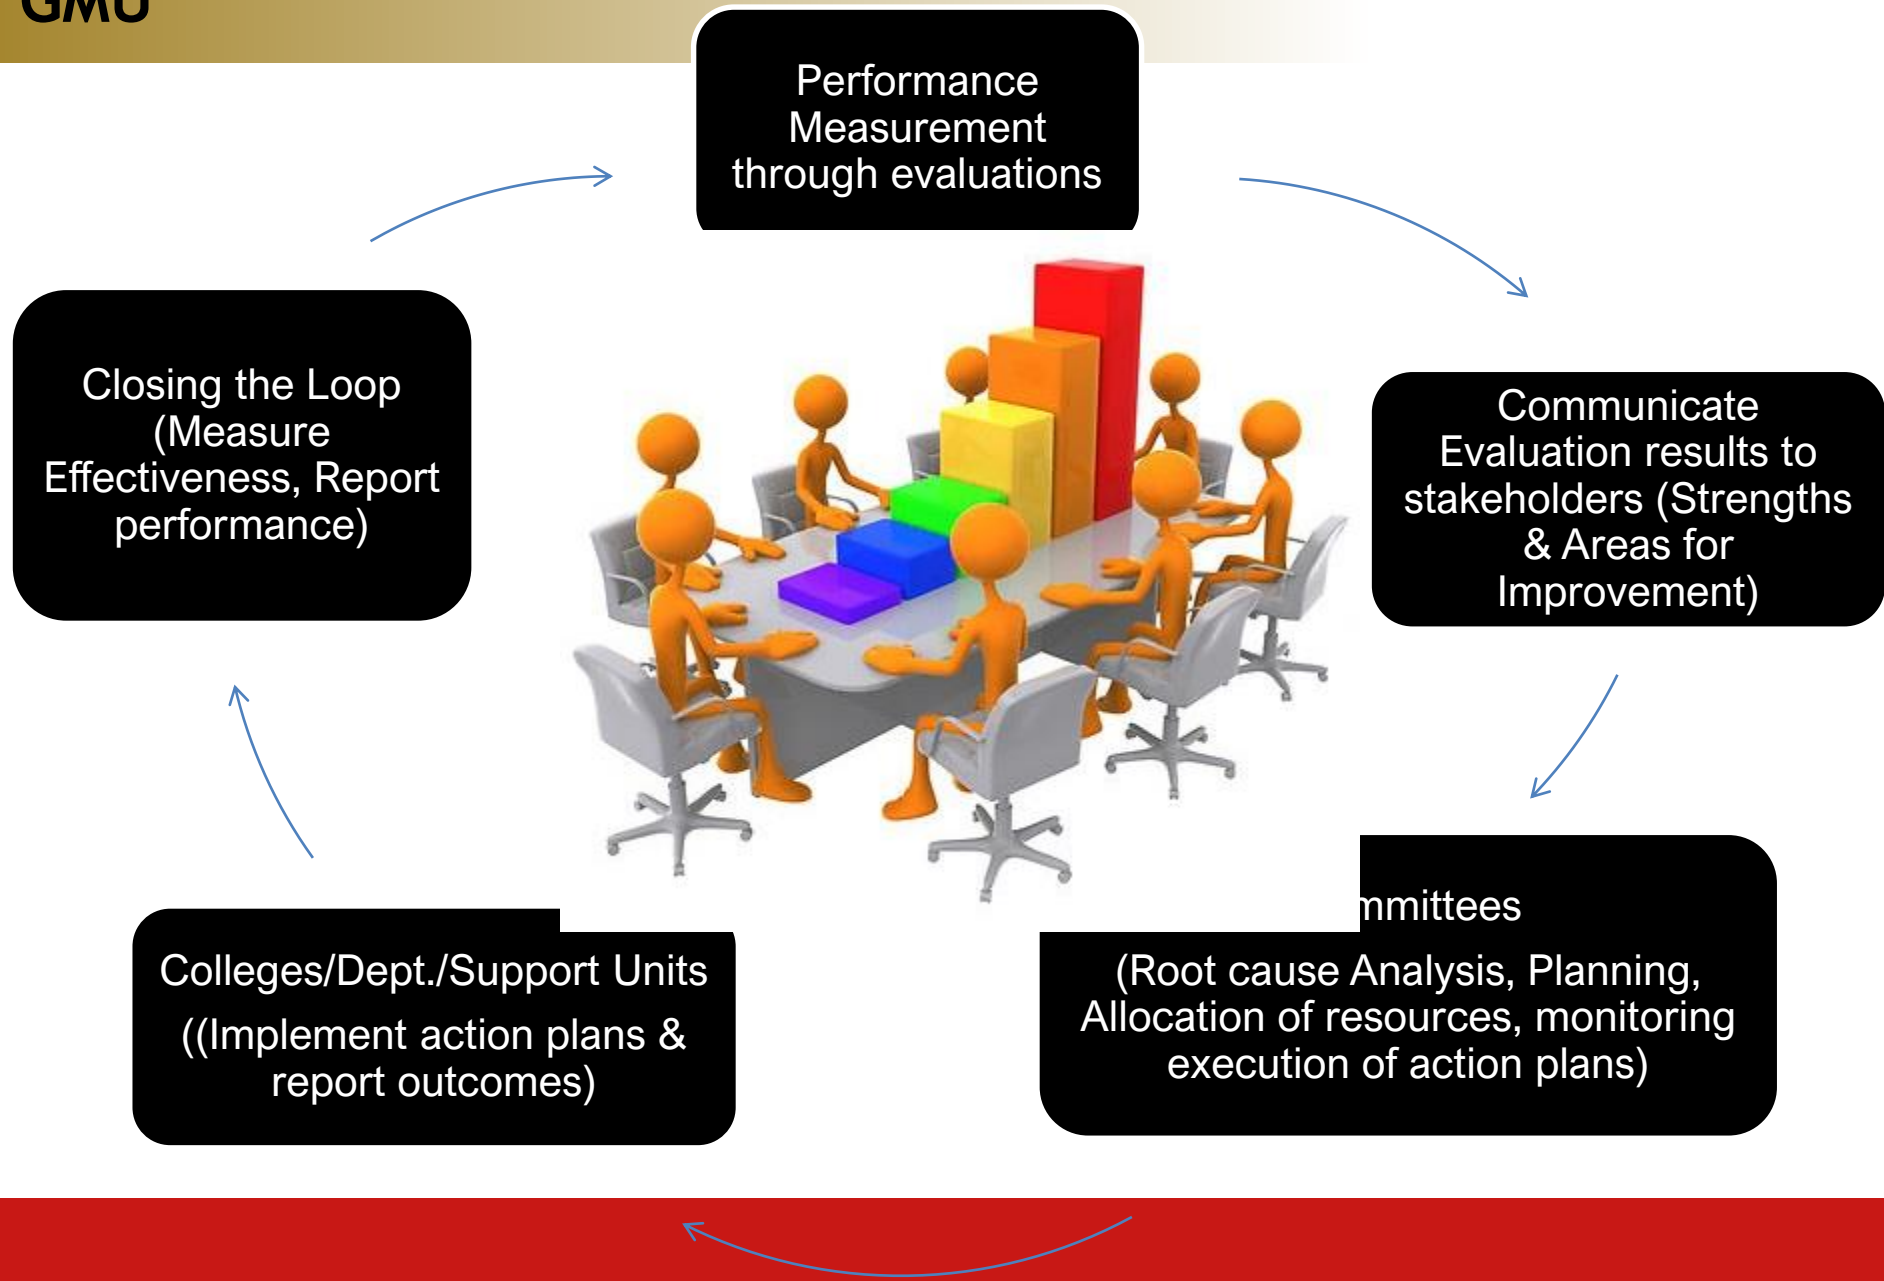 GMU
Performance
Measurement
through evaluations
Communicate
Evaluation results to
stakeholders (Strengths
& Areas for
Improvement)
mmittees
(Root cause Analysis, Planning,
Allocation of resources, monitoring
execution of action plans)
Colleges/Dept./Support Units
((Implement action plans &
report outcomes)
Closing the Loop
(Measure
Effectiveness, Report
performance)